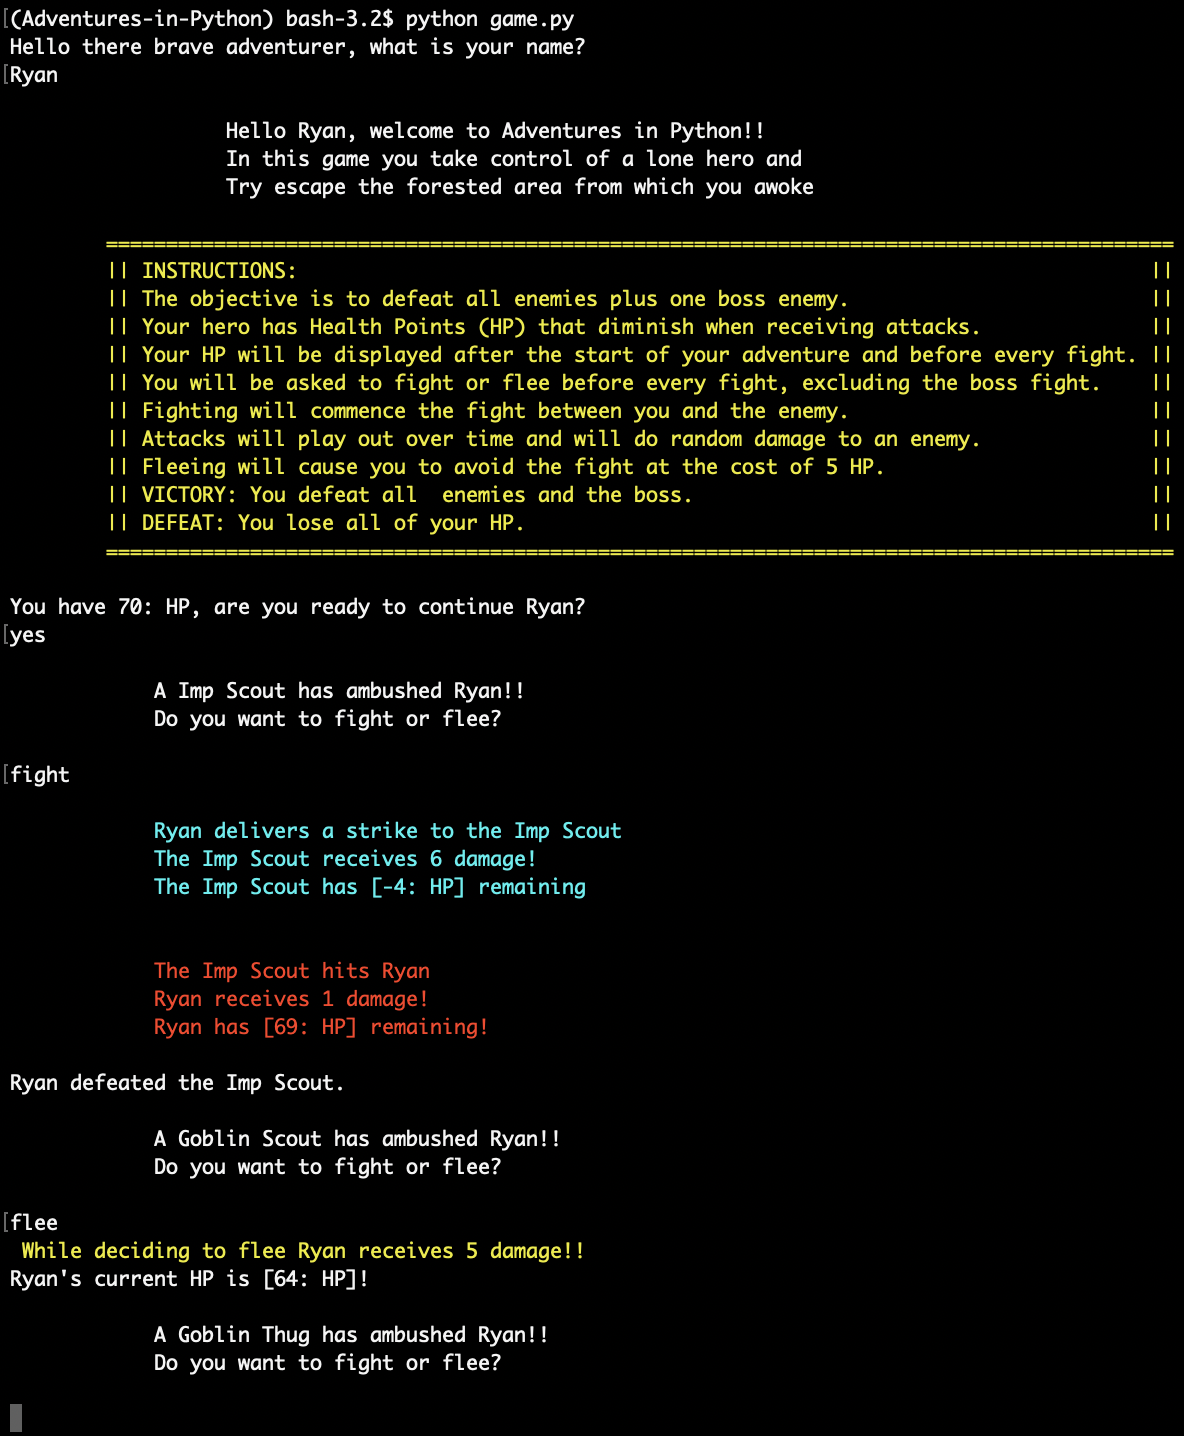 [(Adventures-in-Python) bash-3.2$ python game.py
Hello there brave adventurer, what is your name?
[Ryan
Hello Ryan, welcome to Adventures in Python!!
In this game you take control of a lone hero and
Try escape the forested area from which you awoke
=========================================================================================
|| INSTRUCTIONS: ||
|| The objective is to defeat all enemies plus one boss enemy. ||
|| Your hero has Health Points (HP) that diminish when receiving attacks. ||
|| Your HP will be displayed after the start of your adventure and before every fight. ||
|| You will be asked to fight or flee before every fight, excluding the boss fight. ||
|| Fighting will commence the fight between you and the enemy. ||
|| Attacks will play out over time and will do random damage to an enemy. ||
|| Fleeing will cause you to avoid the fight at the cost of 5 HP. ||
|| VICTORY: You defeat all  enemies and the boss. ||
|| DEFEAT: You lose all of your HP. ||
=========================================================================================
You have 70: HP, are you ready to continue Ryan?
[yes
A Imp Scout has ambushed Ryan!!
Do you want to fight or flee?
[fight
Ryan delivers a strike to the Imp Scout
The Imp Scout receives 6 damage!
The Imp Scout has [-4: HP] remaining
The Imp Scout hits Ryan
Ryan receives 1 damage!
Ryan has [69: HP] remaining!
Ryan defeated the Imp Scout.
A Goblin Scout has ambushed Ryan!!
Do you want to fight or flee?
[flee
While deciding to flee Ryan receives 5 damage!!
Ryan's current HP is [64: HP]!
A Goblin Thug has ambushed Ryan!!
Do you want to fight or flee?